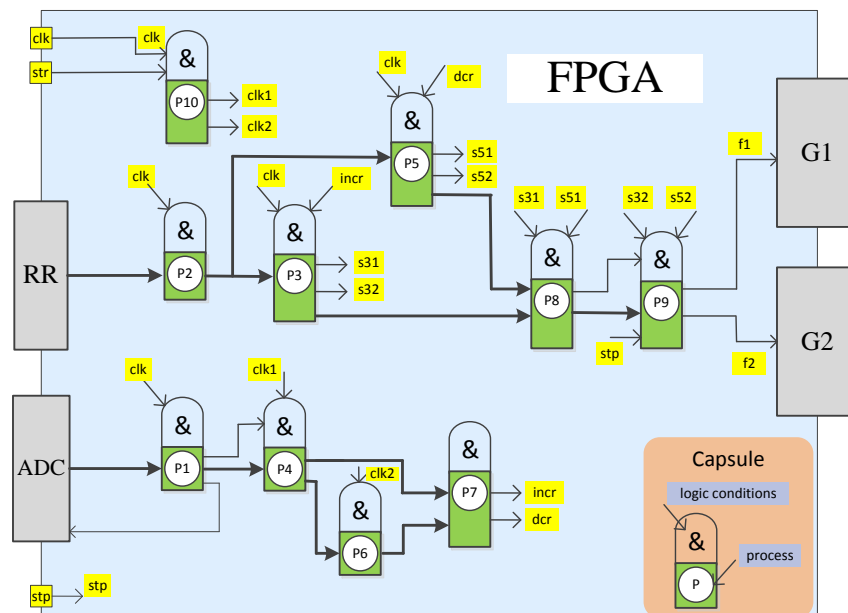 clk
clk
clk
str
&
P10
clk1
clk2
clk
dcr
&
P5
s51
s52
FPGA
f1
G1
clk
&
P2
clk
incr
&
P3
s31
s32
RR
s31
s51
&
P8
s32
s52
&
P9
stp
G2
f2
clk
&
P1
clk1
&
P4
ADC
clk2
&
P6
&
P7
incr
dcr
Capsule
logic conditions
&
process
P
stp
stp